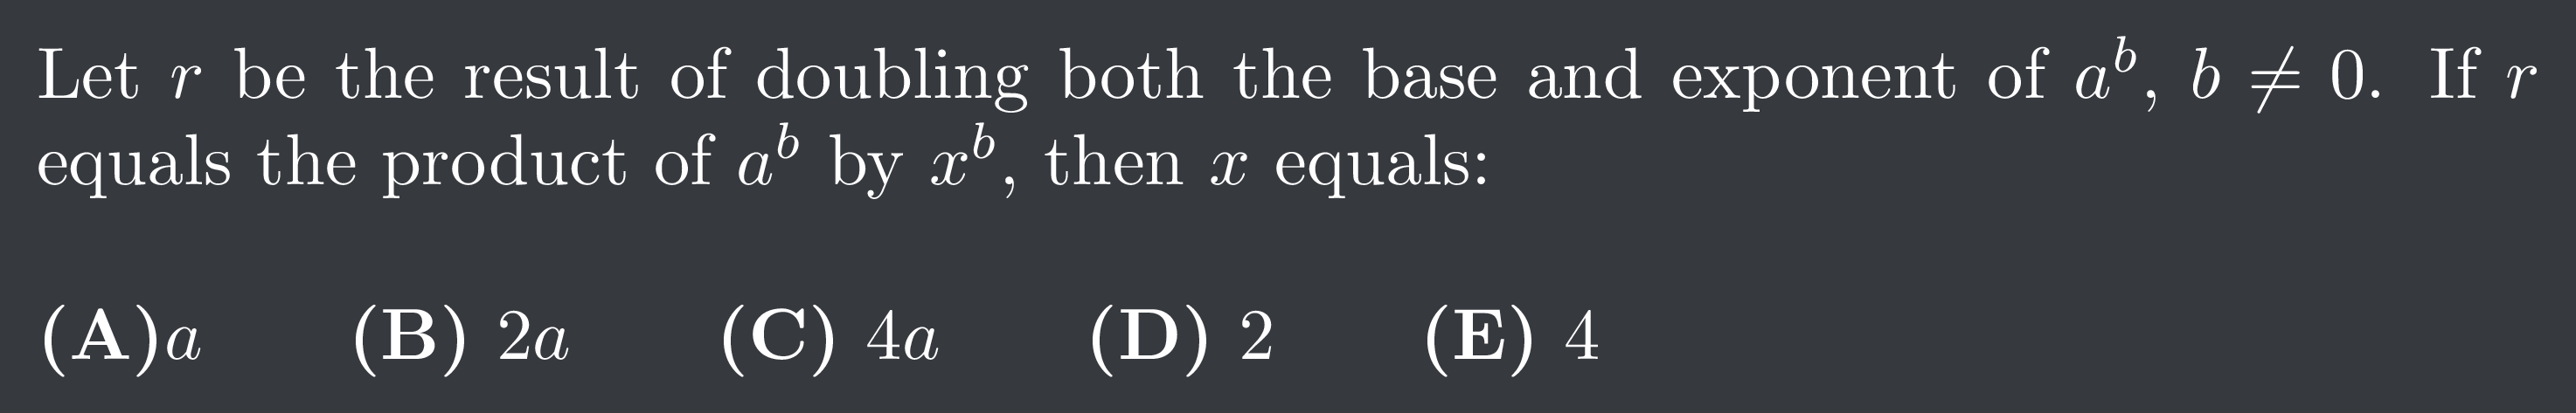 Let r be the result of doubling both the base and exponent of a^b, b ≠ 0. If r
equals the product of a^b by x^b, then x equals:
(A)a (B) 2a (C) 4a (D) 2 (E) 4